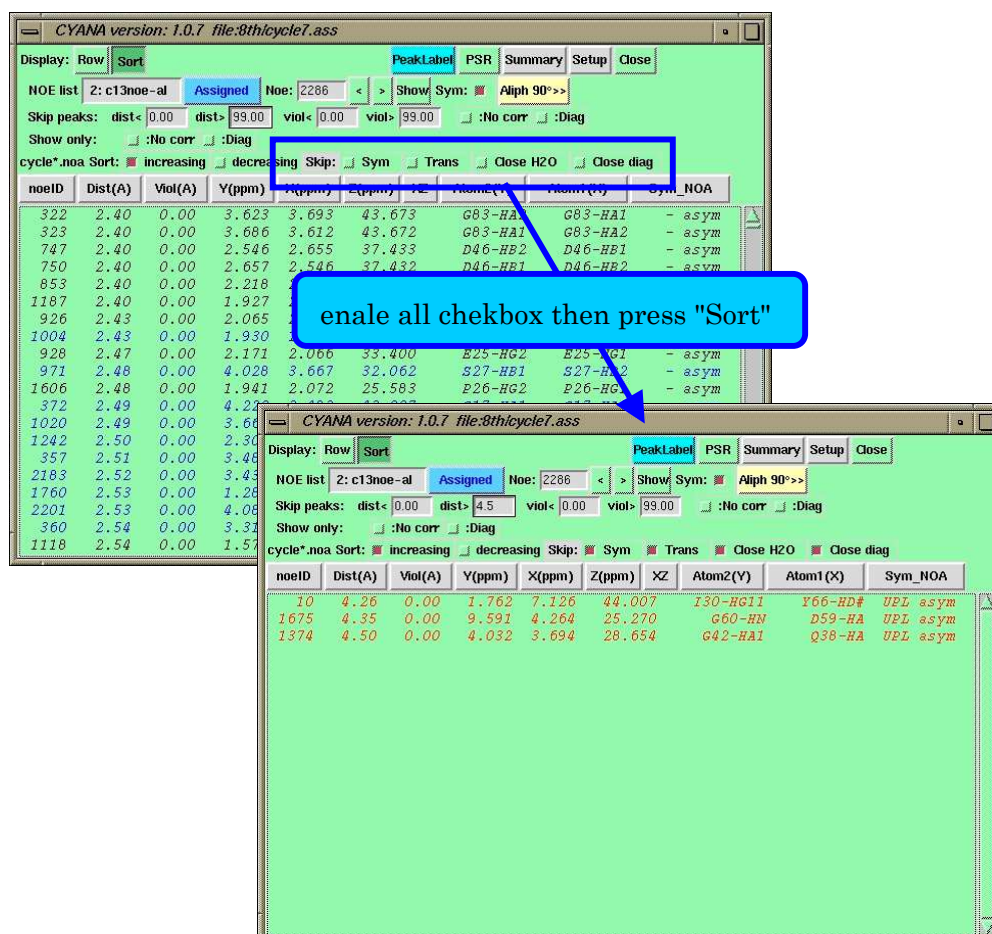 CYANA version: 1.0.7 file:8th/cycle7.ass
Display: Row Sort PeakLabel PSR Summary Setup Close
NOE list 2: c13noe-al Assigned Noe: 2286 < > Show Sym: Aliph 90°>>
Skip peaks: dist< 0.00 dist> 99.00 viol< 0.00 viol> 99.00 :No corr :Diag
Show only: :No corr :Diag
cycle*.noa Sort: increasing decreasing Skip: Sym Trans Close H2O Close diag
noeID Dist(A) Viol(A) Y(ppm) X(ppm) Z(ppm) XZ Atom2(Y) Atom1(X) Sym_NOA
322 2.40 0.00 3.623 3.693 43.673 G83-HA2 G83-HA1 - asym
323 2.40 0.00 3.686 3.612 43.672 G83-HA1 G83-HA2 - asym
747 2.40 0.00 2.546 2.655 37.433 D46-HB2 D46-HB1 - asym
750 2.40 0.00 2.657 2.546 37.432 D46-HB1 D46-HB2 - asym
853 2.40 0.00 2.218
1187 2.40 0.00 1.927
926 2.43 0.00 2.065
1004 2.43 0.00 1.930
928 2.47 0.00 2.171 2.066 33.400 E25-HG2 E25-HG1 - asym
971 2.48 0.00 4.028 3.667 32.062 S27-HB1 S27-HB2 - asym
1606 2.48 0.00 1.941 2.072 25.583 P26-HG2 P26-HG1 - asym
372 2.49 0.00
1020 2.49 0.00
1242 2.50 0.00
357 2.51 0.00
2183 2.52 0.00
1760 2.53 0.00
2201 2.53 0.00
360 2.54 0.00
1118 2.54 0.00
enale all chekbox then press "Sort"
CYANA version: 1.0.7 file:8th/cycle7.ass
Display: Row Sort PeakLabel PSR Summary Setup Close
NOE list 2: c13noe-al Assigned Noe: 2286 < > Show Sym: Aliph 90°>>
Skip peaks: dist< 0.00 dist> 4.5 viol< 0.00 viol> 99.00 :No corr :Diag
Show only: :No corr :Diag
cycle*.noa Sort: increasing decreasing Skip: Sym Trans Close H2O Close diag
noeID Dist(A) Viol(A) Y(ppm) X(ppm) Z(ppm) XZ Atom2(Y) Atom1(X) Sym_NOA
10 4.26 0.00 1.762 7.126 44.007 I30-HG11 Y66-HD# UPL asym
1675 4.35 0.00 9.591 4.264 25.270 G60-HN D59-HA UPL asym
1374 4.50 0.00 4.032 3.694 28.654 G42-HA1 Q38-HA UPL asym